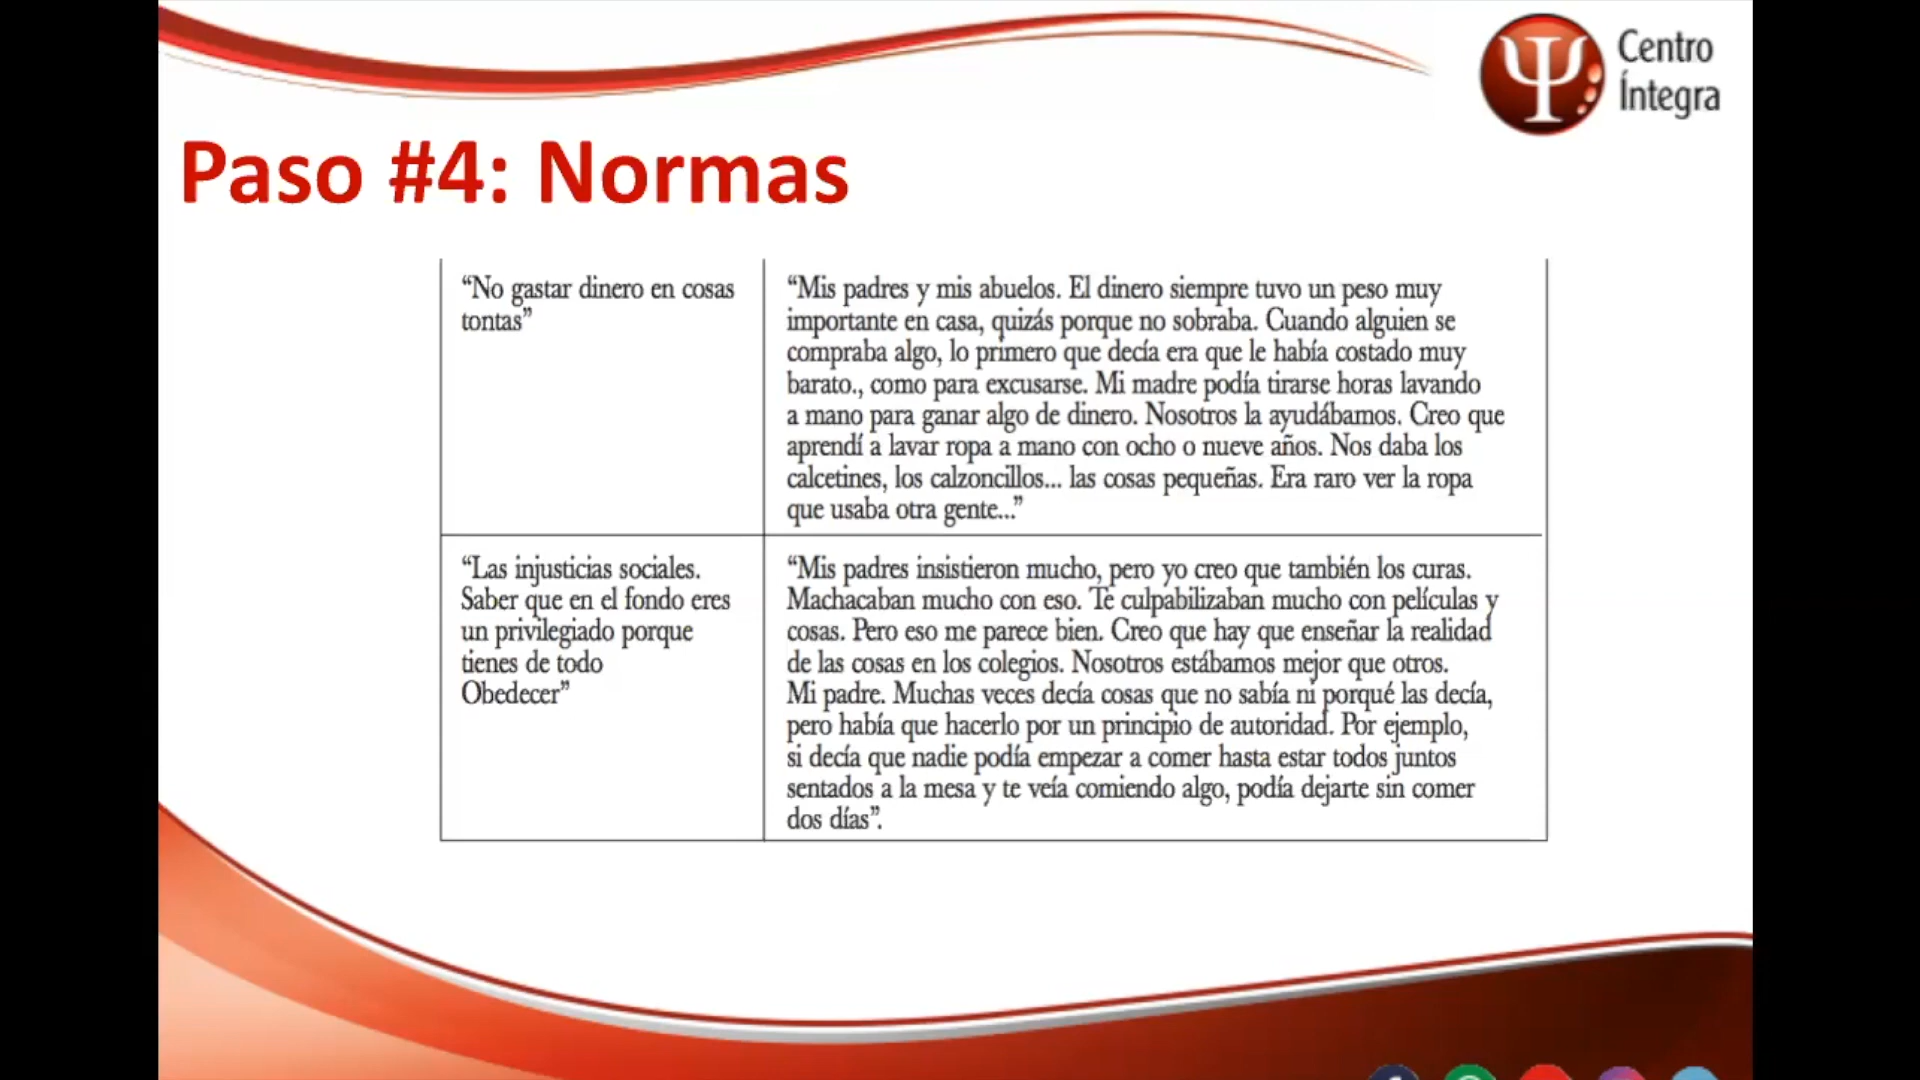 Centro
Íntegra
Paso #4: Normas
“No gastar dinero en cosas
tontas”
“Mis padres y mis abuelos. El dinero siempre tuvo un peso muy
importante en casa, quizás porque no sobraba. Cuando alguien se
compraba algo, lo primero que decía era que le había costado muy
barato., como para excusarse. Mi madre podía tirarse horas lavando
a mano para ganar algo de dinero. Nosotros la ayudábamos. Creo que
aprendí a lavar ropa a mano con ocho o nueve años. Nos daba los
calcetines, los calzoncillos... las cosas pequeñas. Era raro ver la ropa
que usaba otra gente...”
“Las injusticias sociales.
Saber que en el fondo eres
un privilegiado porque
tienes de todo
Obedecer”
“Mis padres insistieron mucho, pero yo creo que también los curas.
Machacaban mucho con eso. Te culpabilizaban mucho con películas y
cosas. Pero eso me parece bien. Creo que hay que enseñar la realidad
de las cosas en los colegios. Nosotros estábamos mejor que otros.
Mi padre. Muchas veces decía cosas que no sabía ni porqué las decía,
pero había que hacerlo por un principio de autoridad. Por ejemplo,
si decía que nadie podía empezar a comer hasta estar todos juntos
sentados a la mesa y te veía comiendo algo, podía dejarte sin comer
dos días”.